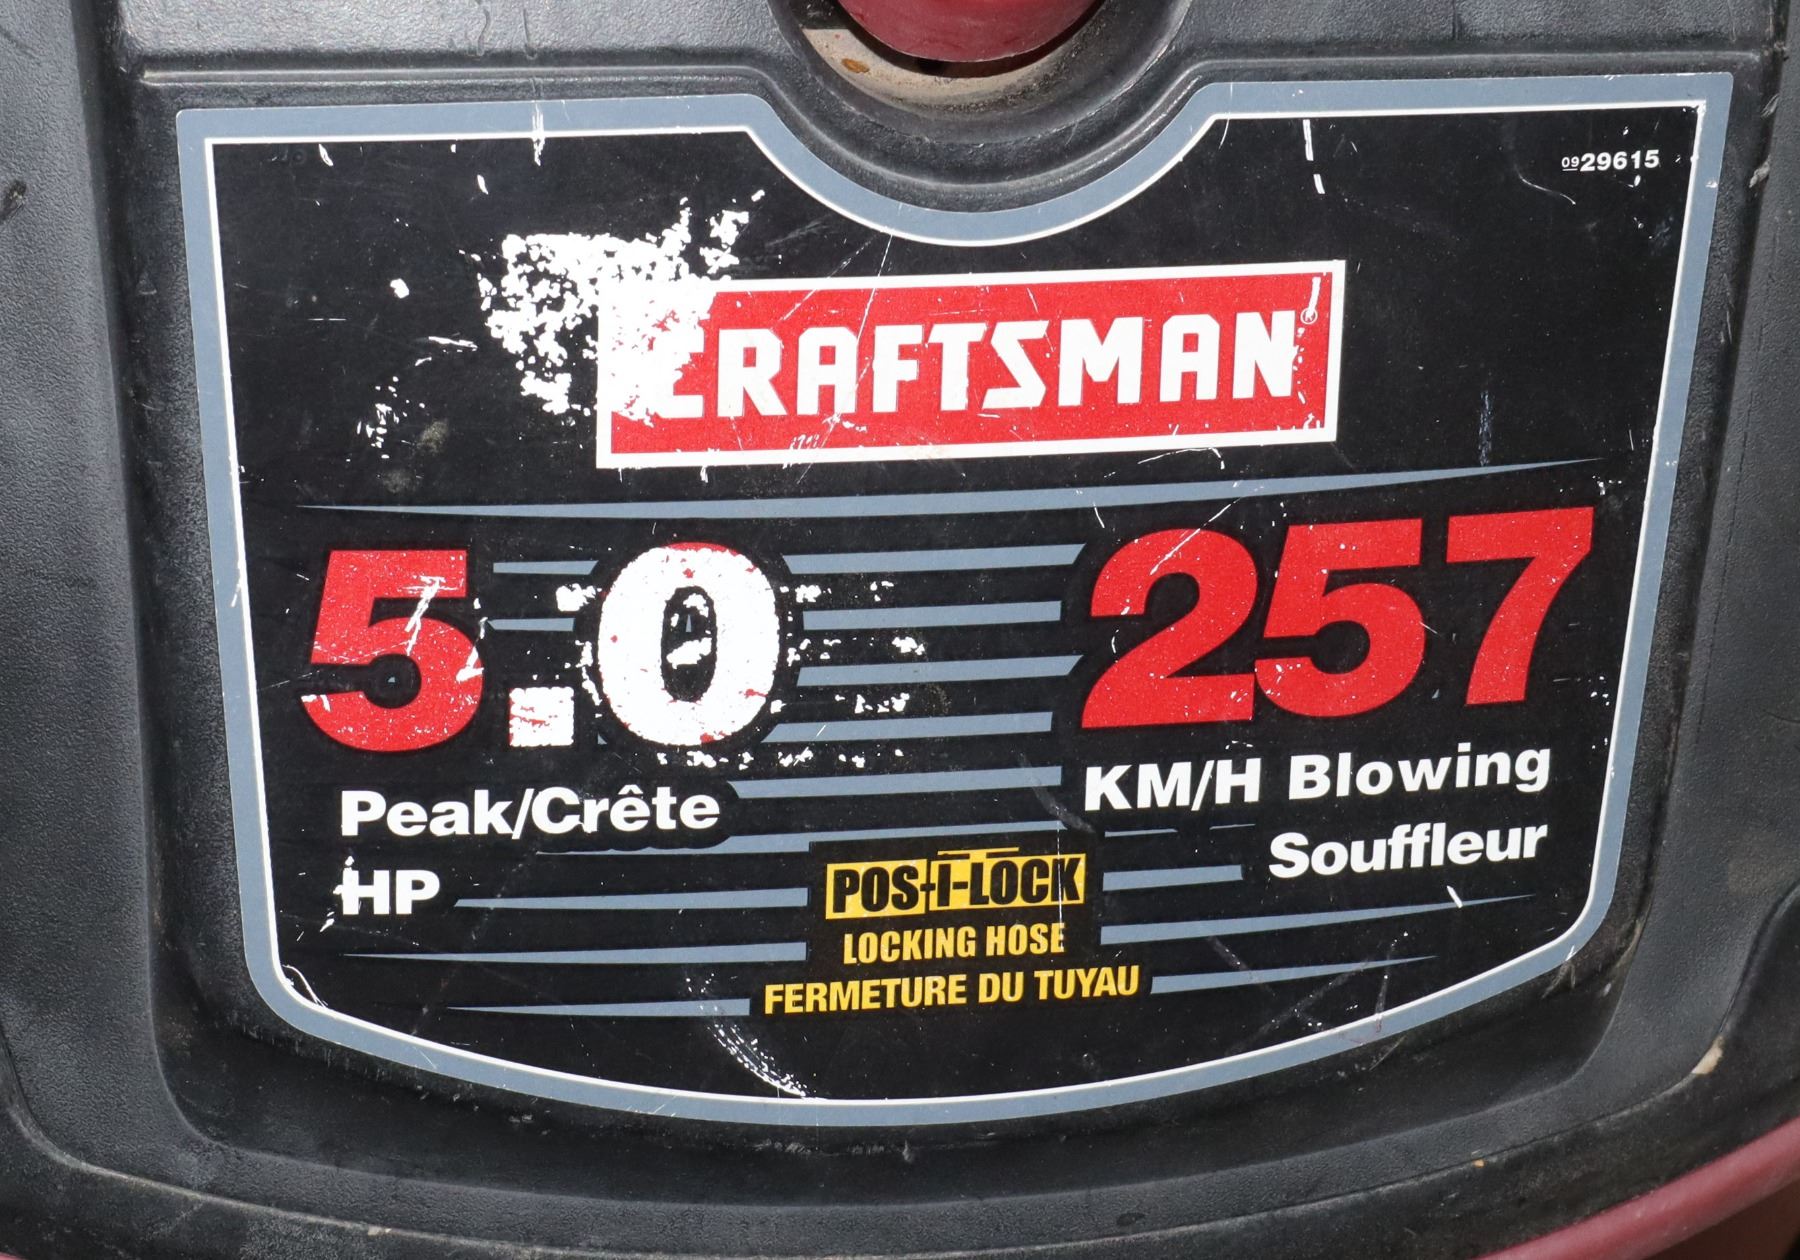 0929615
CRAFTSMAN®
5.0
Peak/Crête
HP
257
KM/H Blowing
Souffleur
POS-I-LOCK
LOCKING HOSE
FERMETURE DU TUYAU